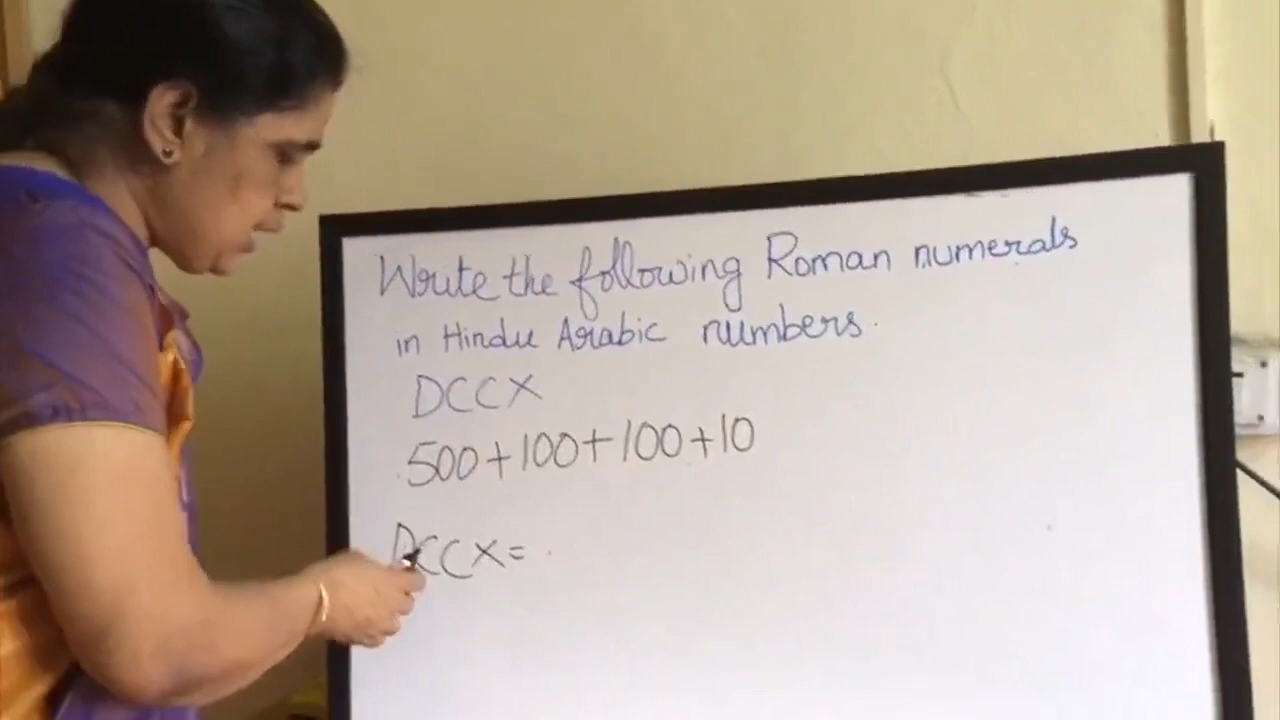 Write the following Roman numerals
in Hindu Arabic numbers.
DCCX
500+100+100+10
DCCX=